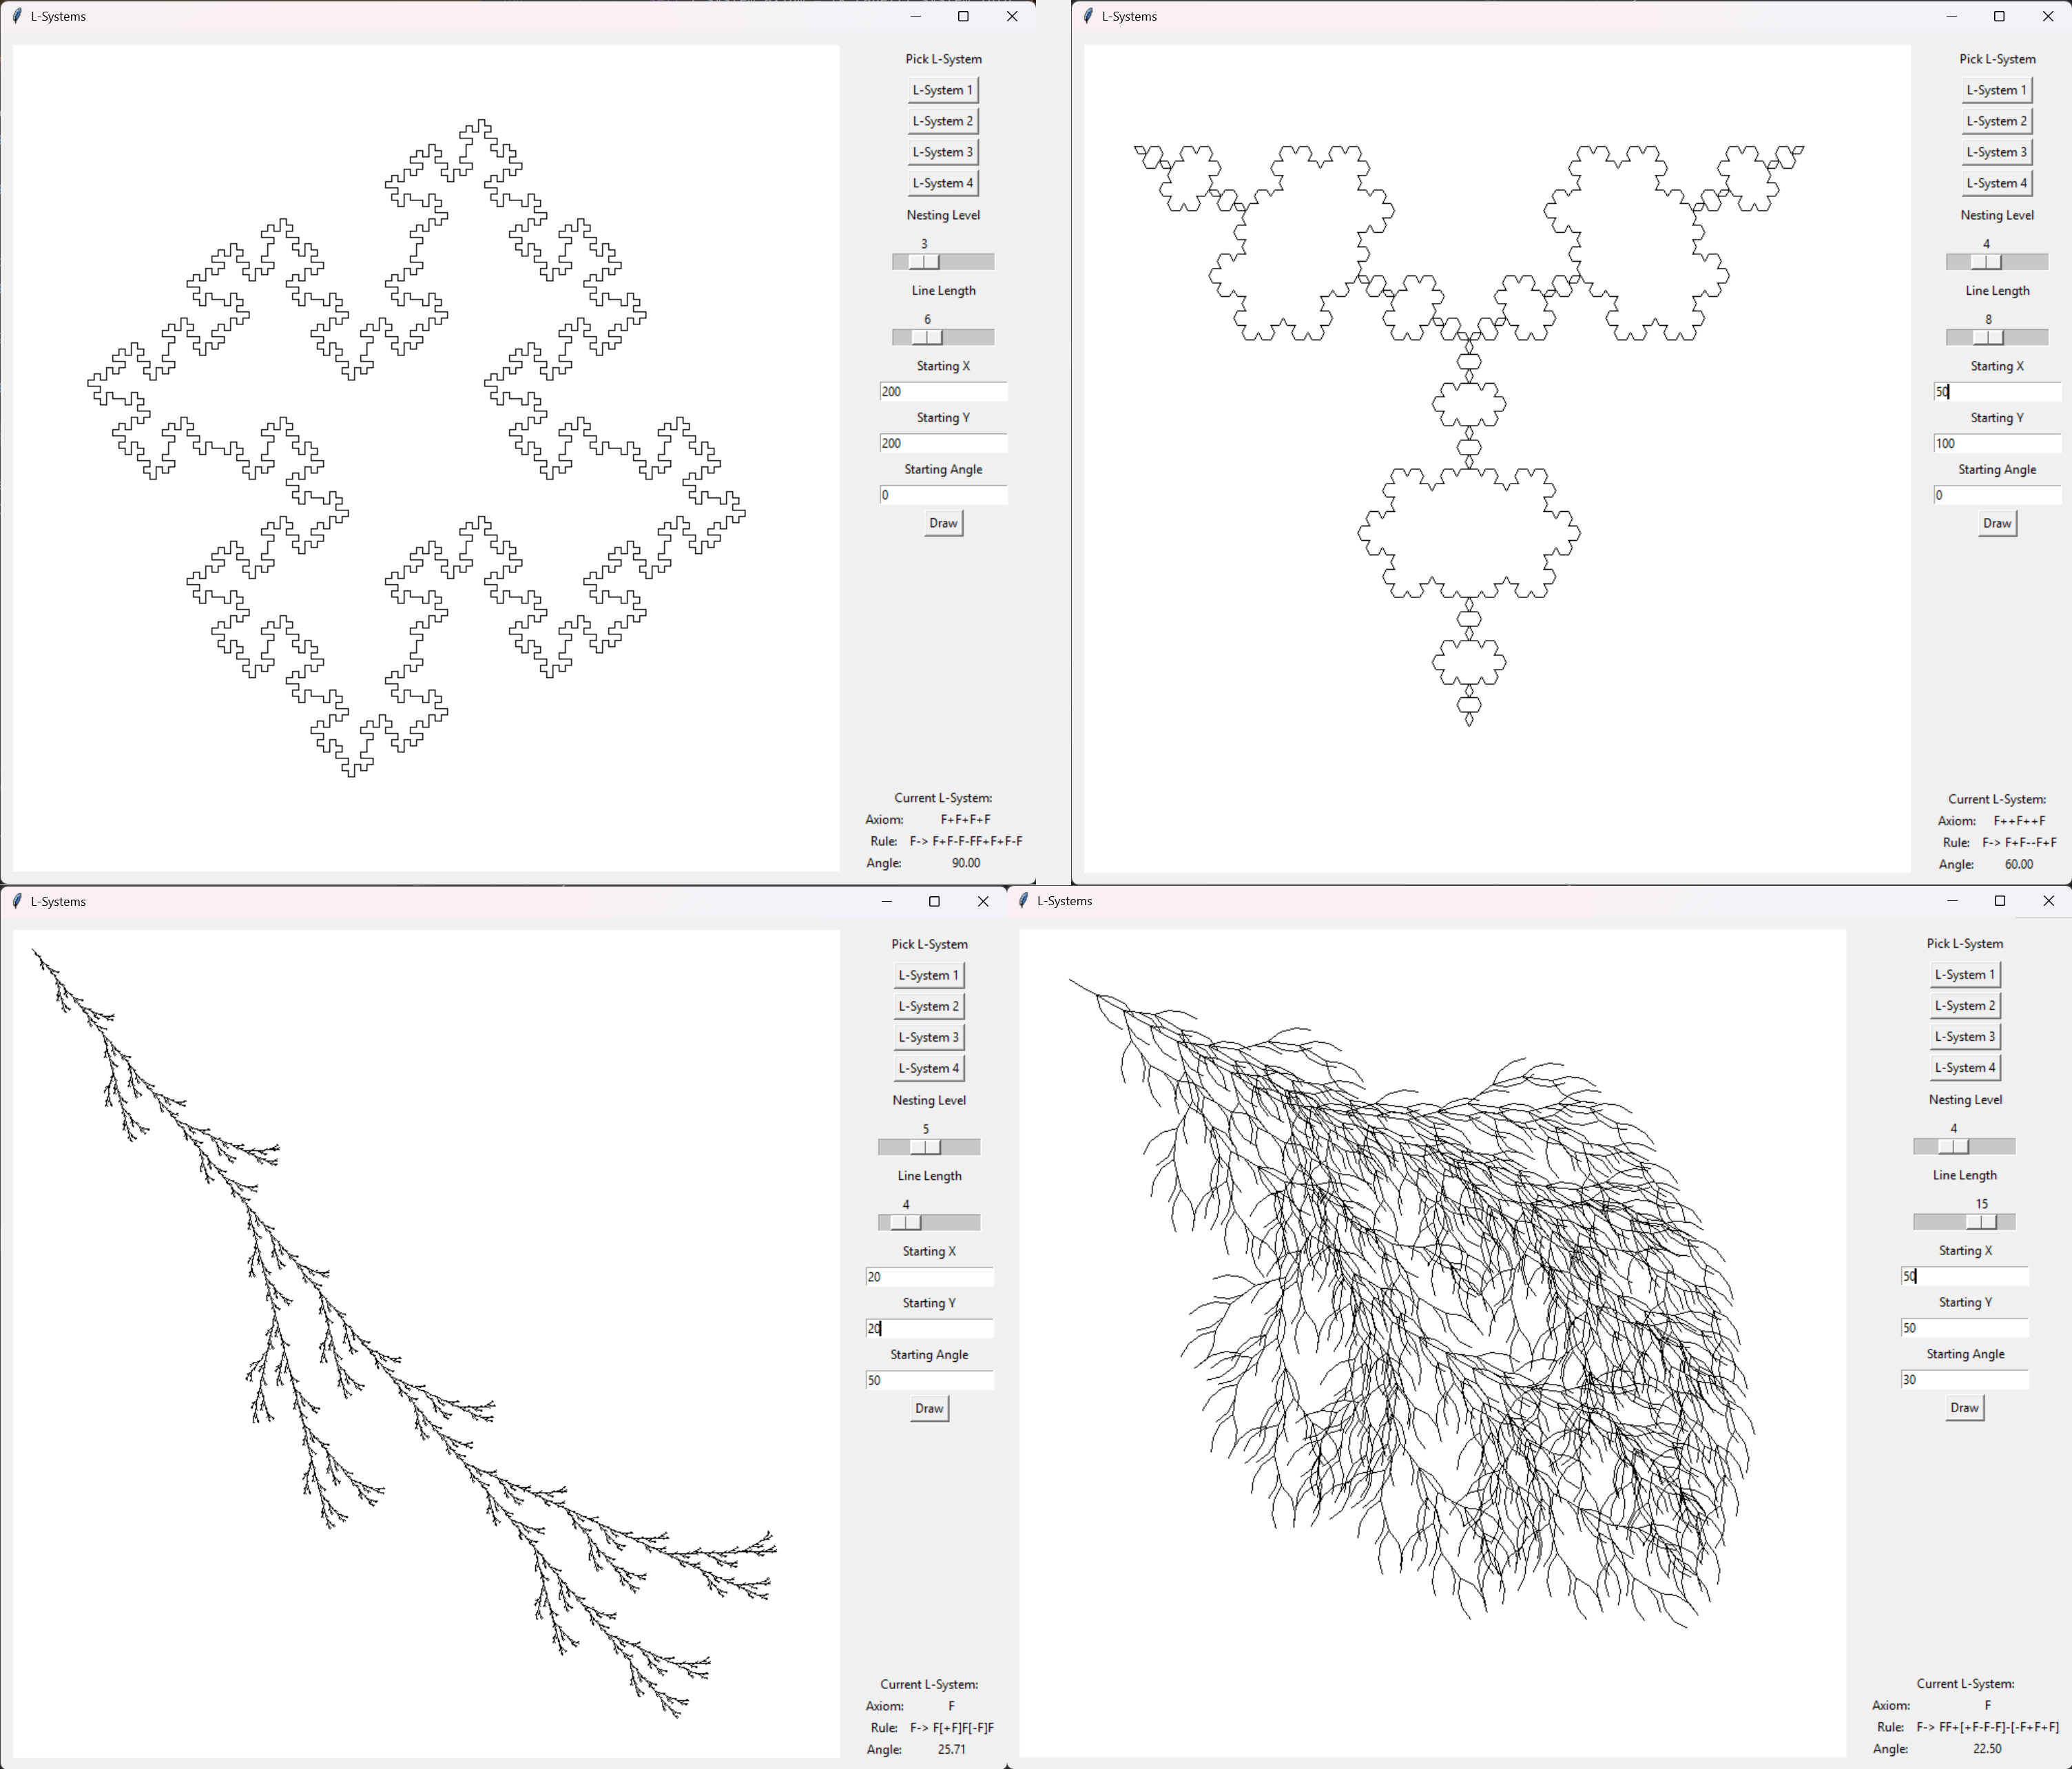 L-Systems
Pick L-System
L-System 1
L-System 2
L-System 3
L-System 4
Nesting Level
3
Line Length
6
Starting X
200
Starting Y
200
Starting Angle
0
Draw
Current L-System:
Axiom: F+F+F+F
Rule: F-> F+F-F-FF+F+F-F
Angle: 90.00
L-Systems
Pick L-System
L-System 1
L-System 2
L-System 3
L-System 4
Nesting Level
4
Line Length
8
Starting X
50
Starting Y
100
Starting Angle
0
Draw
Current L-System:
Axiom: F++F++F
Rule: F-> F+F--F+F
Angle: 60.00
L-Systems
Pick L-System
L-System 1
L-System 2
L-System 3
L-System 4
Nesting Level
5
Line Length
4
Starting X
20
Starting Y
20
Starting Angle
50
Draw
Current L-System:
Axiom: F
Rule: F-> F[+F]F[-F]F
Angle: 25.71
L-Systems
Pick L-System
L-System 1
L-System 2
L-System 3
L-System 4
Nesting Level
4
Line Length
15
Starting X
50
Starting Y
50
Starting Angle
30
Draw
Current L-System:
Axiom: F
Rule: F-> FF+[+F-F-F]-[-F+F+F]
Angle: 22.50